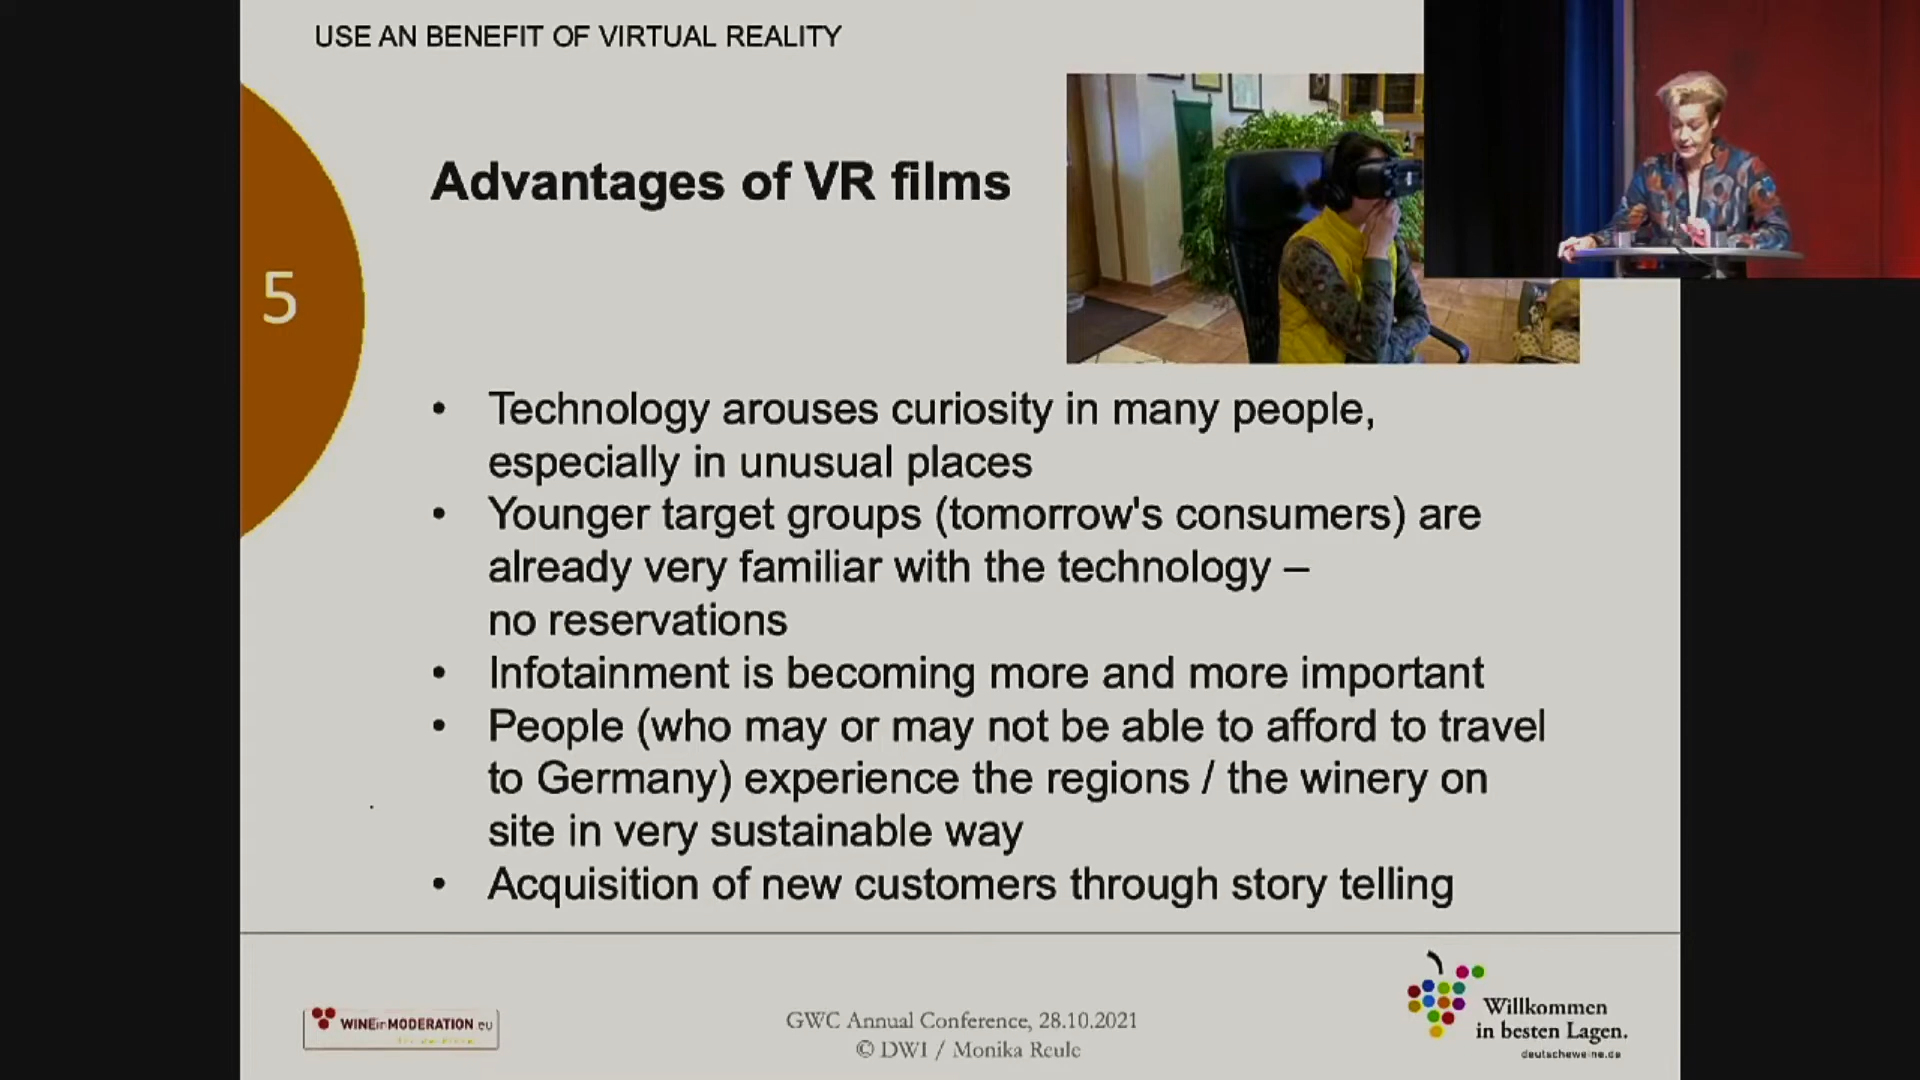 USE AN BENEFIT OF VIRTUAL REALITY
Advantages of VR films
5
• Technology arouses curiosity in many people,
especially in unusual places
• Younger target groups (tomorrow's consumers) are
already very familiar with the technology –
no reservations
• Infotainment is becoming more and more important
• People (who may or may not be able to afford to travel
to Germany) experience the regions / the winery on
site in very sustainable way
• Acquisition of new customers through story telling
WINEinMODERATION.eu
GWC Annual Conference, 28.10.2021
© DWI / Monika Reule
Willkommen
in besten Lagen.
deutscheweine.de